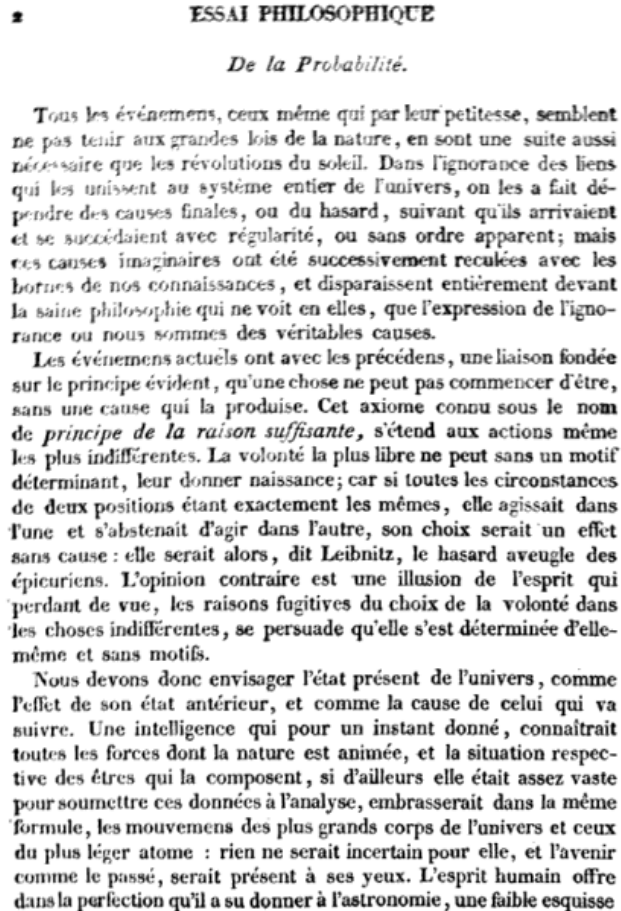 2 ESSAI PHILOSOPHIQUE
De la Probabilité.
Tous les événemens, ceux même qui par leur petitesse, semblent
ne pas tenir aux grandes lois de la nature, en sont une suite aussi
nécessaire que les révolutions du soleil. Dans l'ignorance des liens
qui les unissent au système entier de l'univers, on les a fait dé-
pendre des causes finales, ou du hasard, suivant qu'ils arrivaient
et se succédaient avec régularité, ou sans ordre apparent; mais
ces causes imaginaires ont été successivement reculées avec les
bornes de nos connaissances, et disparaissent entièrement devant
la saine philosophie qui ne voit en elles, que l'expression de l'igno-
rance ou nous sommes des véritables causes.
Les événemens actuels ont avec les précédens, une liaison fondée
sur le principe évident, qu'une chose ne peut pas commencer d'être,
sans une cause qui la produise. Cet axiome connu sous le nom
de principe de la raison suffisante, s'étend aux actions même
les plus indifférentes. La volonté la plus libre ne peut sans un motif
déterminant, leur donner naissance; car si toutes les circonstances
de deux positions étant exactement les mêmes, elle agissait dans
l'une et s'abstenait d'agir dans l'autre, son choix serait un effet
sans cause : elle serait alors, dit Leibnitz, le hasard aveugle des
épicuriens. L'opinion contraire est une illusion de l'esprit qui
perdant de vue, les raisons fugitives du choix de la volonté dans
les choses indifférentes, se persuade qu'elle s'est déterminée d'elle-
même et sans motifs.
Nous devons donc envisager l'état présent de l'univers, comme
l'effet de son état antérieur, et comme la cause de celui qui va
suivre. Une intelligence qui pour un instant donné, connaîtrait
toutes les forces dont la nature est animée, et la situation respec-
tive des êtres qui la composent, si d'ailleurs elle était assez vaste
pour soumettre ces données à l'analyse, embrasserait dans la même
formule, les mouvemens des plus grands corps de l'univers et ceux
du plus léger atome : rien ne serait incertain pour elle, et l'avenir
comme le passé, serait présent à ses yeux. L'esprit humain offre
dans la perfection qu'il a su donner à l'astronomie, une faible esquisse